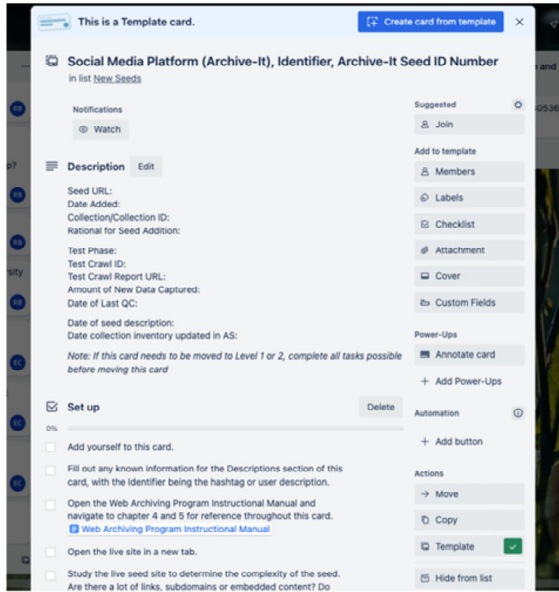 This is a Template card.
Create card from template
Social Media Platform (Archive-It), Identifier, Archive-It Seed ID Number
in list New Seeds
Notifications
Watch
Description
Edit
Seed URL:
Date Added:
Collection/Collection ID:
Rational for Seed Addition:
Test Phase:
Test Crawl ID:
Test Crawl Report URL:
Amount of New Data Captured:
Date of Last QC:
Date of seed description:
Date collection inventory updated in AS:
Note: If this card needs to be moved to Level 1 or 2, complete all tasks possible
before moving this card
Set up
Delete
0%
Add yourself to this card.
Fill out any known information for the Descriptions section of this
card, with the Identifier being the hashtag or user description.
Open the Web Archiving Program Instructional Manual and
navigate to chapter 4 and 5 for reference throughout this card.
Web Archiving Program Instructional Manual
Open the live site in a new tab.
Study the live seed site to determine the complexity of the seed.
Are there a lot of links, subdomains or embedded content? Do
Suggested
Join
Add to template
Members
Labels
Checklist
Attachment
Cover
Custom Fields
Power-Ups
Annotate card
+ Add Power-Ups
Automation
+ Add button
Actions
Move
Copy
Template
Hide from list
RB
p?
RB
RB
rsity
RB
EC
EC
EC
and
0536